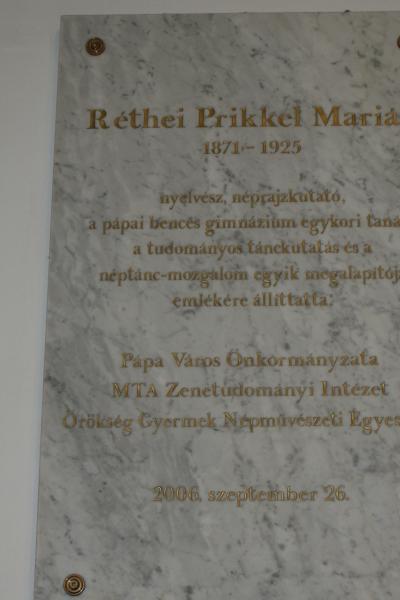 Réthei Prikkel Mariá
1871 – 1925
nyelvész, néprajzkutató,
a pápai bencés gimnázium egykori taná
a tudományos tánckutatás és a
néptánc-mozgalom egyik megalapítója
emlékére állíttatta:
Pápa Város Önkormányzata
MTA Zenetudományi Intézet
Örökség Gyermek Népművészeti Egyes
2006. szeptember 26.